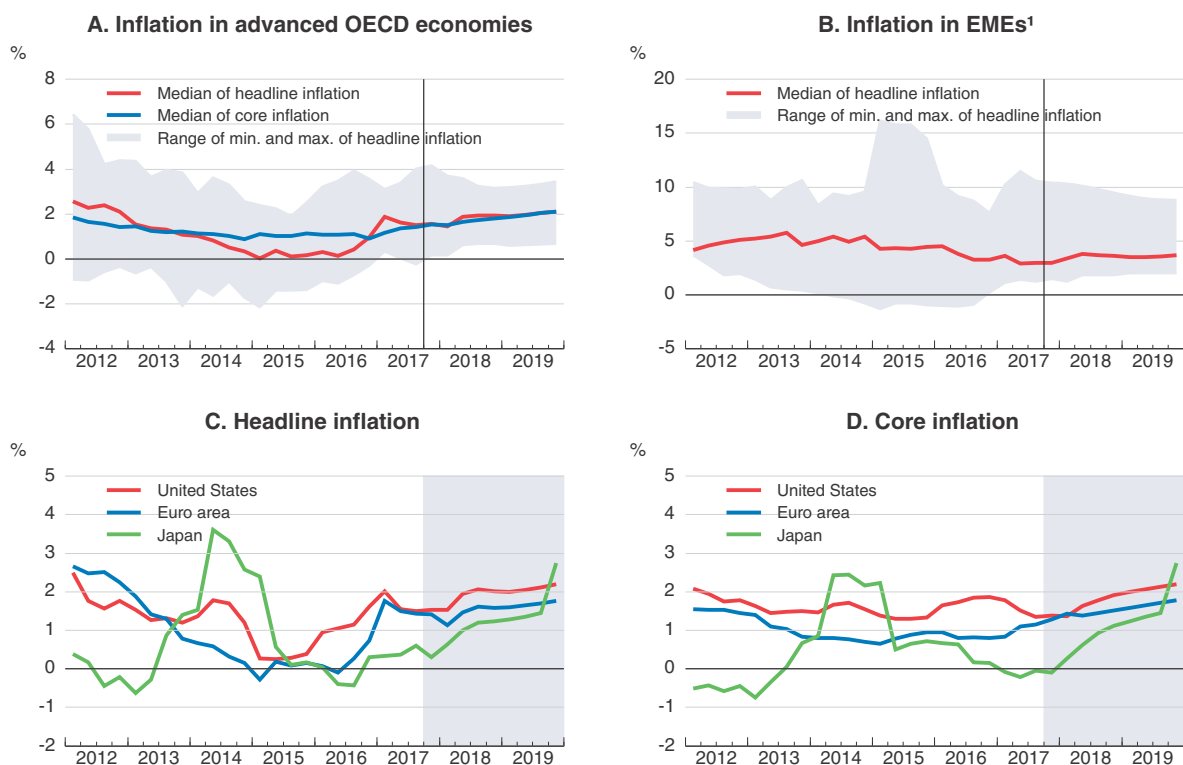 A. Inflation in advanced OECD economies
%
8
6
4
2
0
-2
-4
Median of headline inflation
Median of core inflation
Range of min. and max. of headline inflation
2012 2013 2014 2015 2016 2017 2018 2019
B. Inflation in EMEs¹
%
20
15
10
5
0
-5
Median of headline inflation
Range of min. and max. of headline inflation
2012 2013 2014 2015 2016 2017 2018 2019
C. Headline inflation
%
5
4
3
2
1
0
-1
-2
United States
Euro area
Japan
2012 2013 2014 2015 2016 2017 2018 2019
D. Core inflation
%
5
4
3
2
1
0
-1
-2
United States
Euro area
Japan
2012 2013 2014 2015 2016 2017 2018 2019